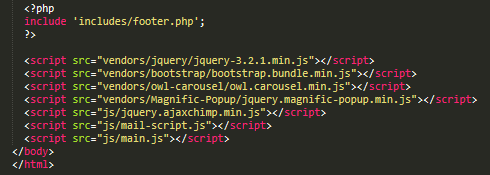 <?php
include 'includes/footer.php';
?>
<script src="vendors/jquery/jquery-3.2.1.min.js"></script>
<script src="vendors/bootstrap/bootstrap.bundle.min.js"></script>
<script src="vendors/owl-carousel/owl.carousel.min.js"></script>
<script src="vendors/Magnific-Popup/jquery.magnific-popup.min.js"></script>
<script src="js/jquery.ajaxchimp.min.js"></script>
<script src="js/mail-script.js"></script>
<script src="js/main.js"></script>
</body>
</html>